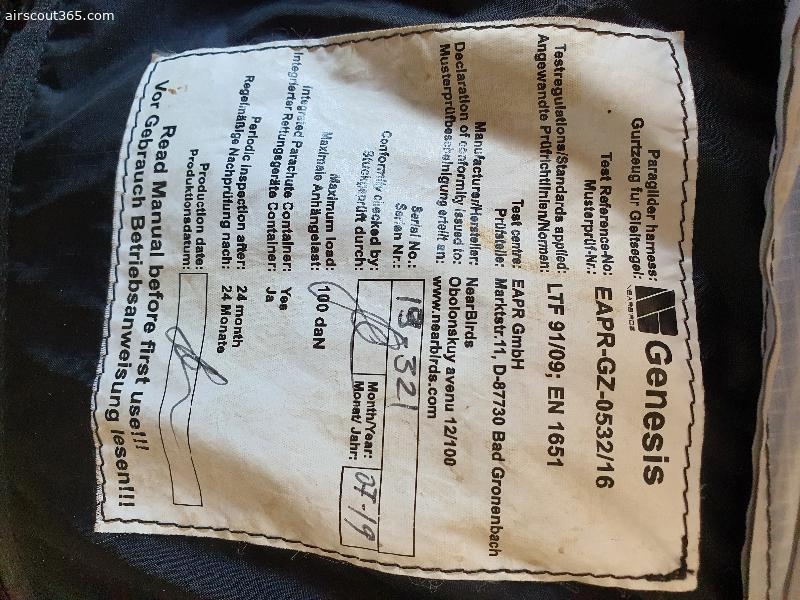 airscout365.com
Paraglider harness:
Gurtzeug für Gleitsegel:
NEARBIRDS
Genesis
Test Reference-No:
Musterprüf-Nr.:
EAPR-GZ-0532/16
Testregulations/Standards applied:
Angewandte Prüfrichtlinien/Normen:
LTF 91/09; EN 1651
Test centre:
Prüfstelle:
EAPR GmbH
Marktstr.11, D-87730 Bad Gronenbach
Manufacturer/Hersteller:
NearBirds
Declaration of conformity issued to:
Obolonskuy avenu 12/100
Musterprüfbescheinigung erteilt an:
www.nearbirds.com
Serial No.:
Serien Nr.:
Conformity checked by:
Stückgeprüft durch:
Month/Year:
Monat/ Jahr:
07-19
Maximum load:
Maximale Anhängelast:
100 daN
Integrated Parachute Container:
Yes
Integrierter Rettungsgeräte Container:
Ja
Periodic inspection after:
24 month
Regelmäßige Nachprüfung nach:
24 Monate
Production date:
Produktionsdatum:
Read Manual before first use!!!
Vor Gebrauch Betriebsanweisung lesen!!!